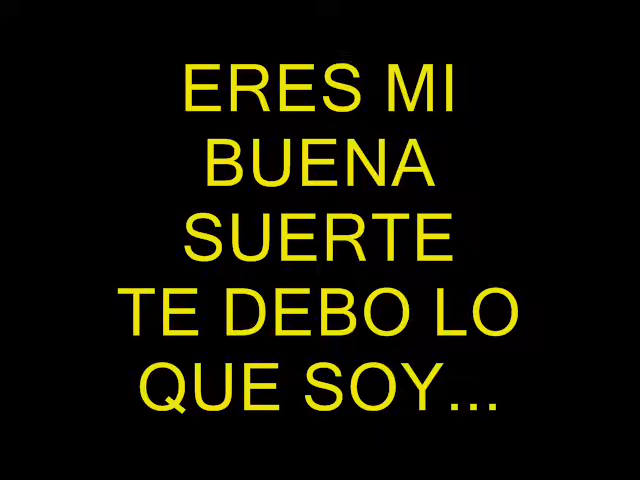 ERES MI
BUENA
SUERTE
TE DEBO LO
QUE SOY...